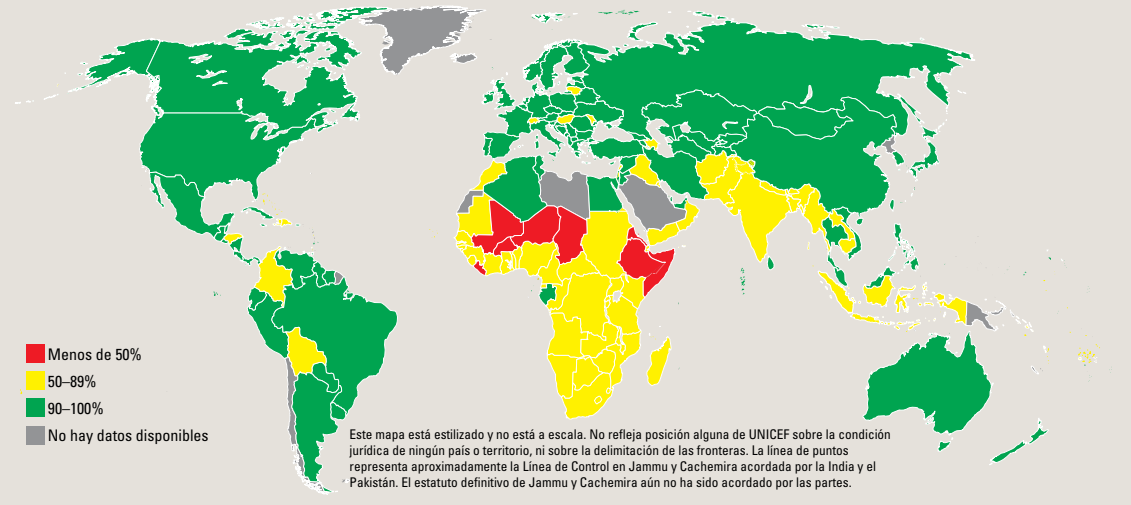 Menos de 50%
50–89%
90–100%
No hay datos disponibles
Este mapa está estilizado y no está a escala. No refleja posición alguna de UNICEF sobre la condición
jurídica de ningún país o territorio, ni sobre la delimitación de las fronteras. La línea de puntos
representa aproximadamente la Línea de Control en Jammu y Cachemira acordada por la India y el
Pakistán. El estatuto definitivo de Jammu y Cachemira aún no ha sido acordado por las partes.